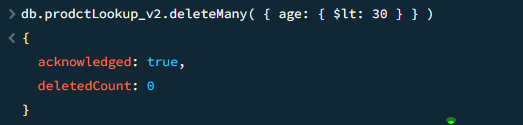 > db.prodctLookup_v2.deleteMany( { age: { $lt: 30 } } )
< {
acknowledged: true,
deletedCount: 0
}